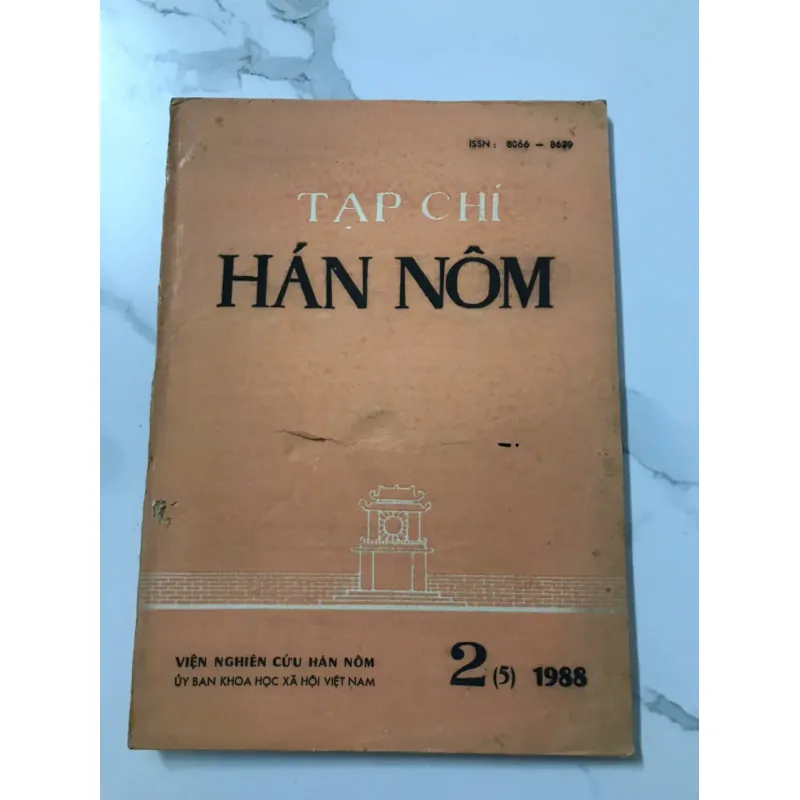 ISSN : 8066 - 8639
TẠP CHÍ
HÁN NÔM
VIỆN NGHIÊN CỨU HÁN NÔM
ỦY BAN KHOA HỌC XÃ HỘI VIỆT NAM
2 (5) 1988